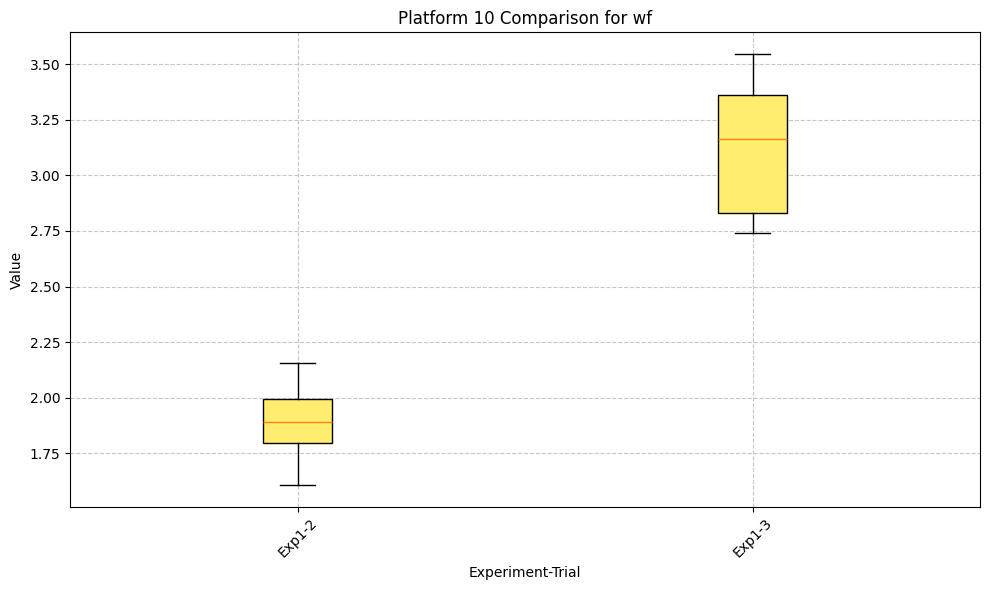 Platform 10 Comparison for wf
3.50
3.25
3.00
2.75
2.50
2.25
2.00
1.75
Value
Exp1-2
Exp1-3
Experiment-Trial